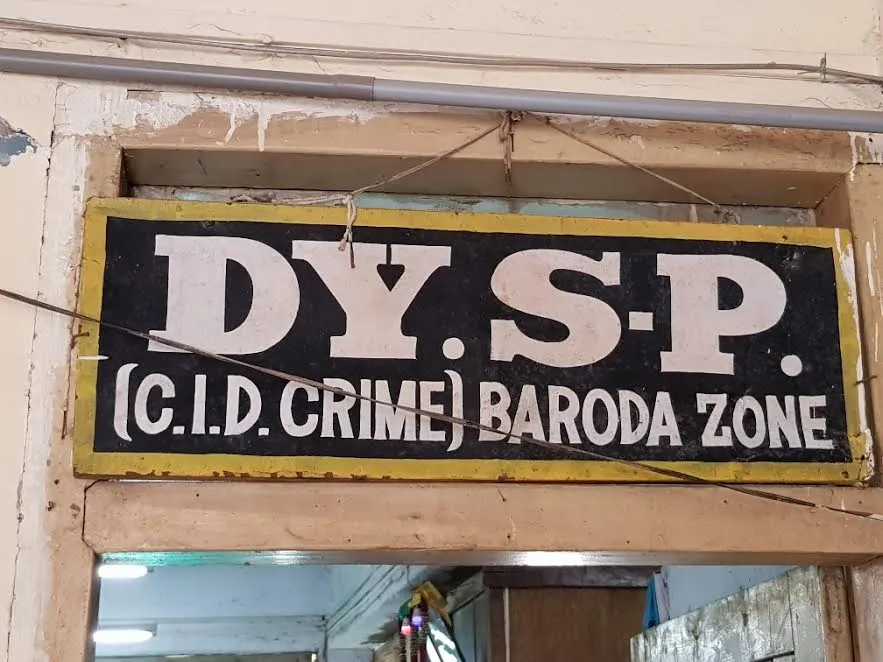 DY. S-P.
(C.I.D. CRIME) BARODA ZONE